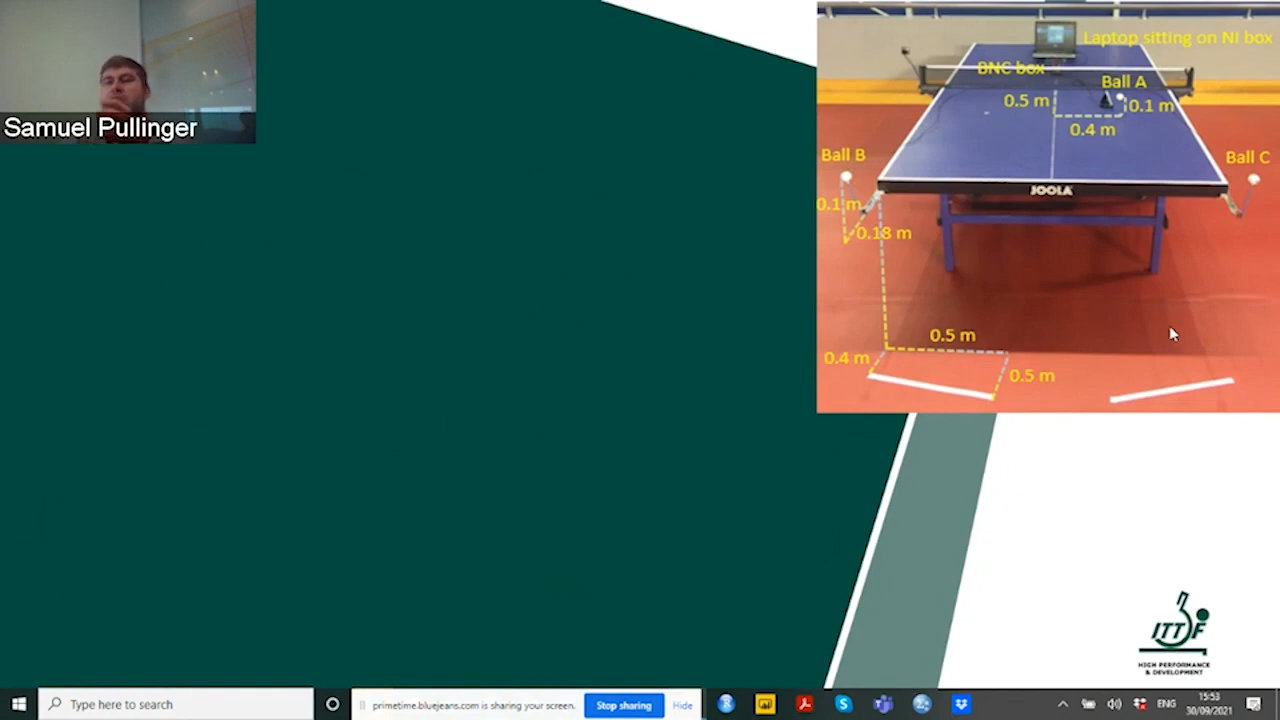 Samuel Pullinger
Laptop sitting on NI box
BNC box
Ball A
0.5 m
0.1 m
0.4 m
Ball B
Ball C
JOOLA
0.1 m
0.18 m
0.5 m
0.4 m
0.5 m
ITTF
HIGH PERFORMANCE
& DEVELOPMENT
Type here to search
primetime.bluejeans.com is sharing your screen.
Stop sharing
Hide
ENG
15:53
30/09/2021